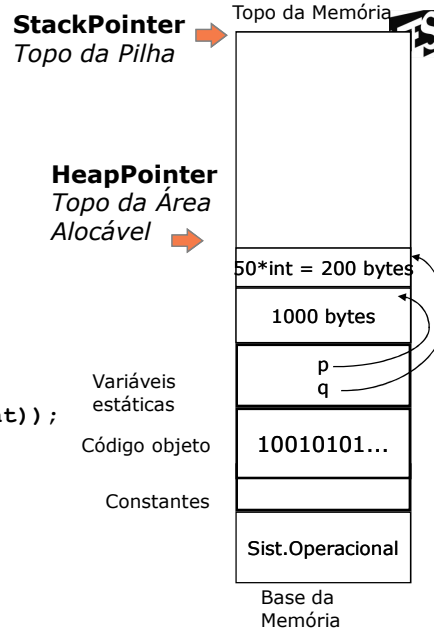 Topo da Memória
StackPointer
Topo da Pilha
HeapPointer
Topo da Área
Alocável
50*int = 200 bytes
1000 bytes
p
q
Variáveis
estáticas
t));
Código objeto
10010101...
Constantes
Sist.Operacional
Base da
Memória